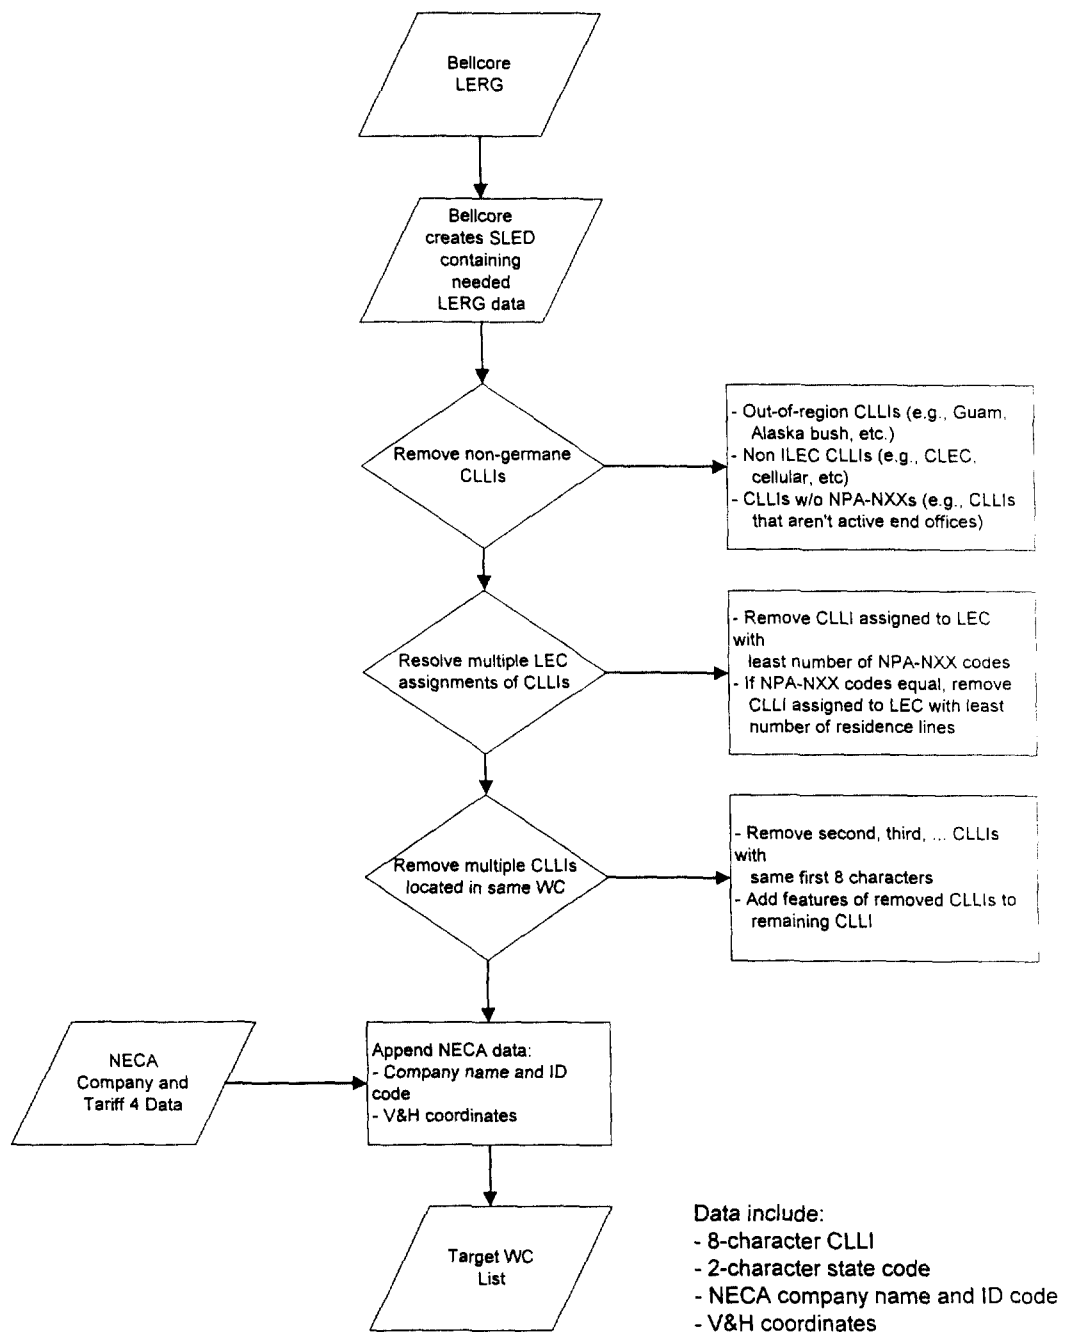 Bellcore
LERG
Bellcore
creates SLED
containing
needed
LERG data
Remove non-germane
CLLIs
- Out-of-region CLLIs (e.g., Guam,
Alaska bush, etc.)
- Non ILEC CLLIs (e.g., CLEC,
cellular, etc)
- CLLIs w/o NPA-NXXs (e.g., CLLIs
that aren't active end offices)
Resolve multiple LEC
assignments of CLLIs
- Remove CLLI assigned to LEC
with
least number of NPA-NXX codes
- If NPA-NXX codes equal, remove
CLLI assigned to LEC with least
number of residence lines
Remove multiple CLLIs
located in same WC
- Remove second, third, ... CLLIs
with
same first 8 characters
- Add features of removed CLLIs to
remaining CLLI
NECA
Company and
Tariff 4 Data
Append NECA data:
- Company name and ID
code
- V&H coordinates
Target WC
List
Data include:
- 8-character CLLI
- 2-character state code
- NECA company name and ID code
- V&H coordinates